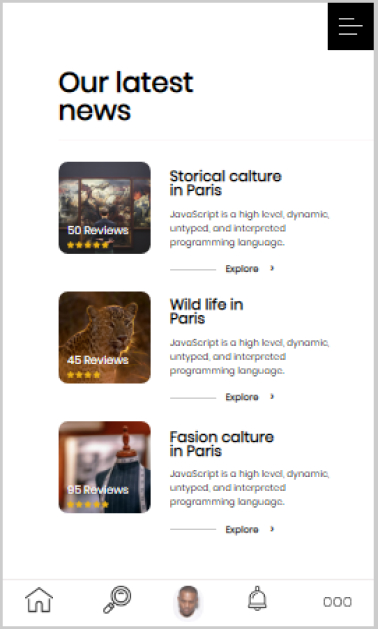 Our latest
news
50 Reviews
Storical calture
in Paris
JavaScript is a high level, dynamic,
untyped, and interpreted
programming language.
Explore
45 Reviews
Wild life in
Paris
JavaScript is a high level, dynamic,
untyped, and interpreted
programming language.
Explore
95 Reviews
Fasion calture
in Paris
JavaScript is a high level, dynamic,
untyped, and interpreted
programming language.
Explore